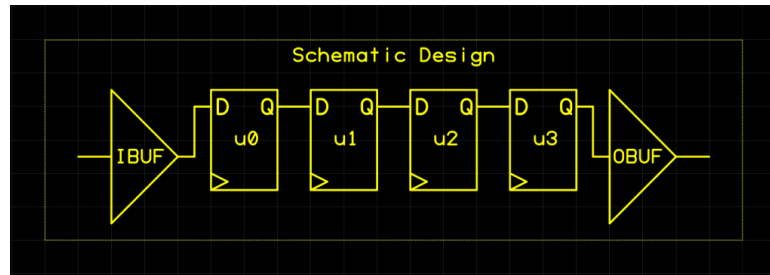 Schematic Design
D Q D Q D Q D Q
IBUF u0 u1 u2 u3 OBUF